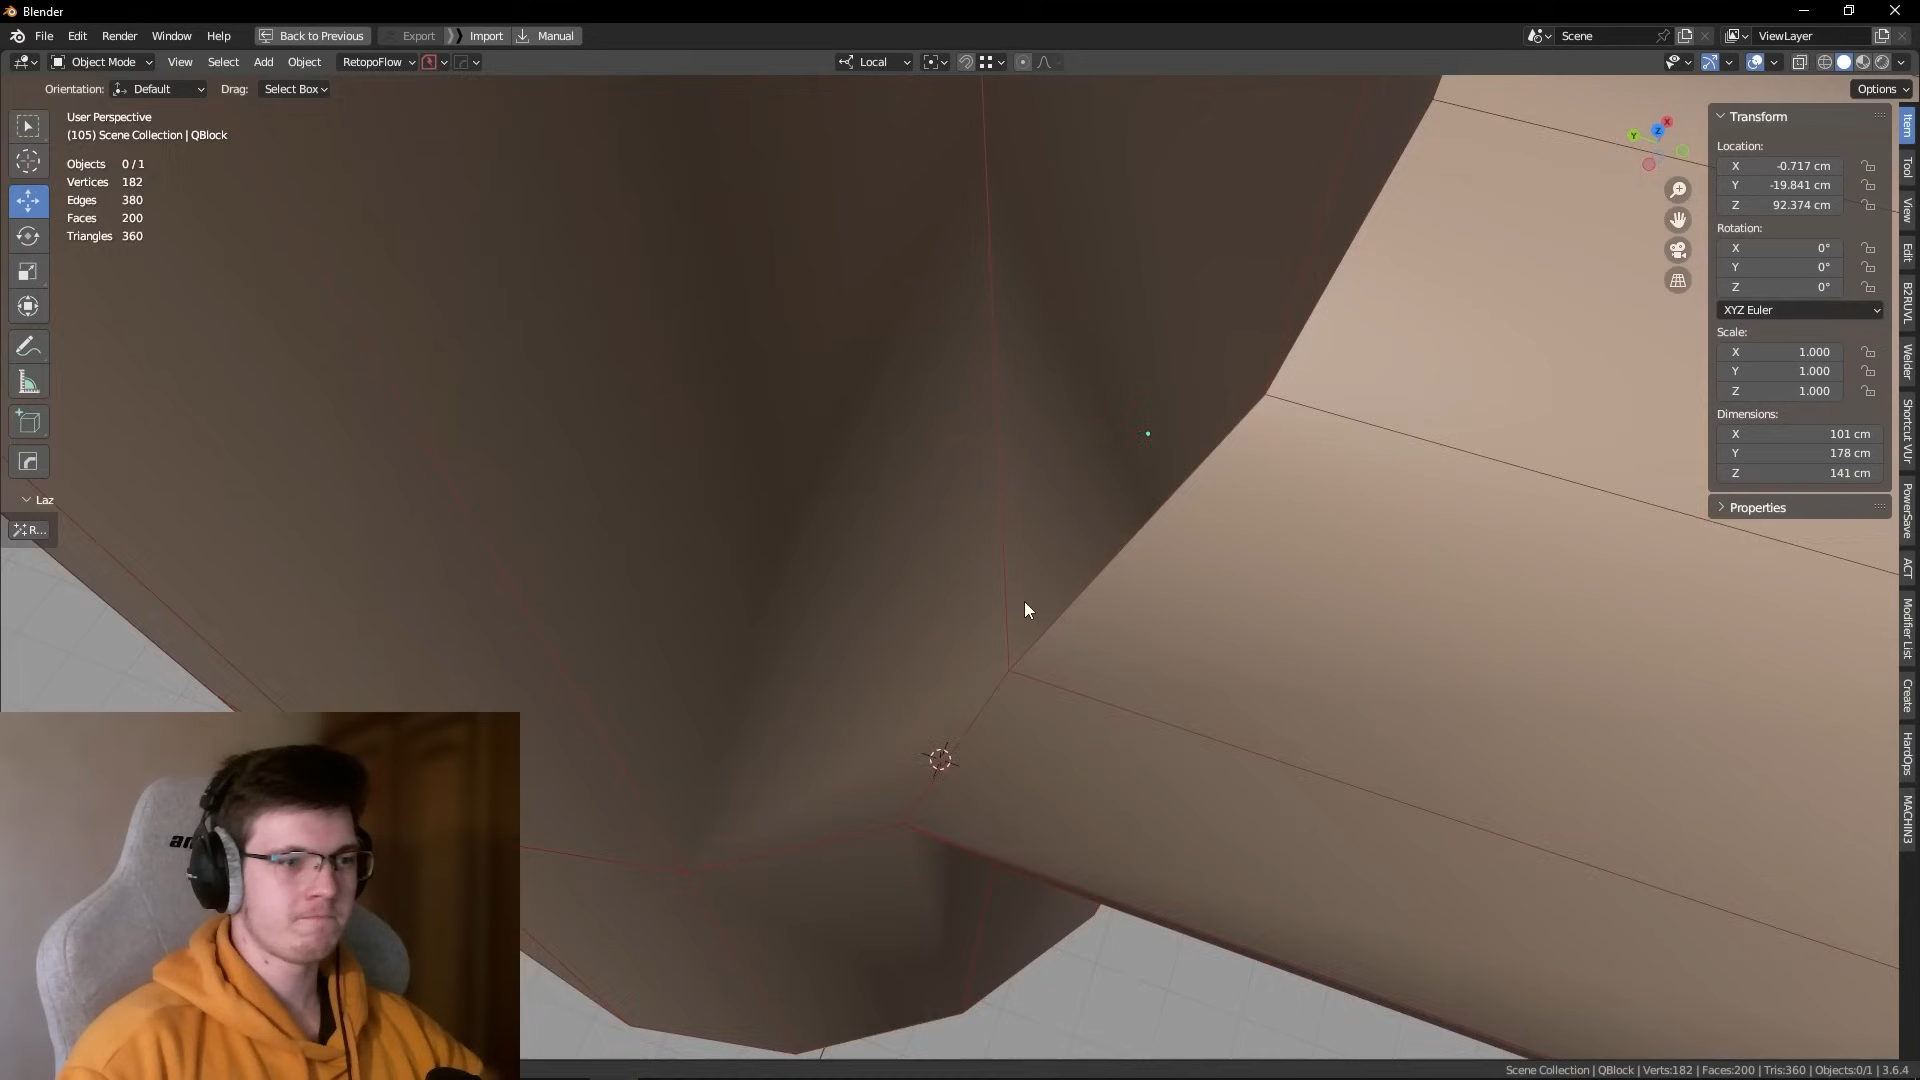 Blender
File Edit Render Window Help Back to Previous Export Import Manual Scene ViewLayer
Object Mode View Select Add Object RetopoFlow Local
Orientation: Default Drag: Select Box Options
User Perspective
(105) Scene Collection | QBlock
Objects 0/1
Vertices 182
Edges 380
Faces 200
Triangles 360
Laz
R...
X
Y
Z
Transform
Location:
X -0.717 cm
Y -19.841 cm
Z 92.374 cm
Rotation:
X 0°
Y 0°
Z 0°
XYZ Euler
Scale:
X 1.000
Y 1.000
Z 1.000
Dimensions:
X 101 cm
Y 178 cm
Z 141 cm
Properties
Item
Tool
View
Edit
B2RUVL
Welder
Shortcut VUr
PowerSave
ACT
Modifier List
Create
HardOps
MACHIN3
Scene Collection | QBlock | Verts:182 | Faces:200 | Tris:360 | Objects:0/1 | 3.6.4